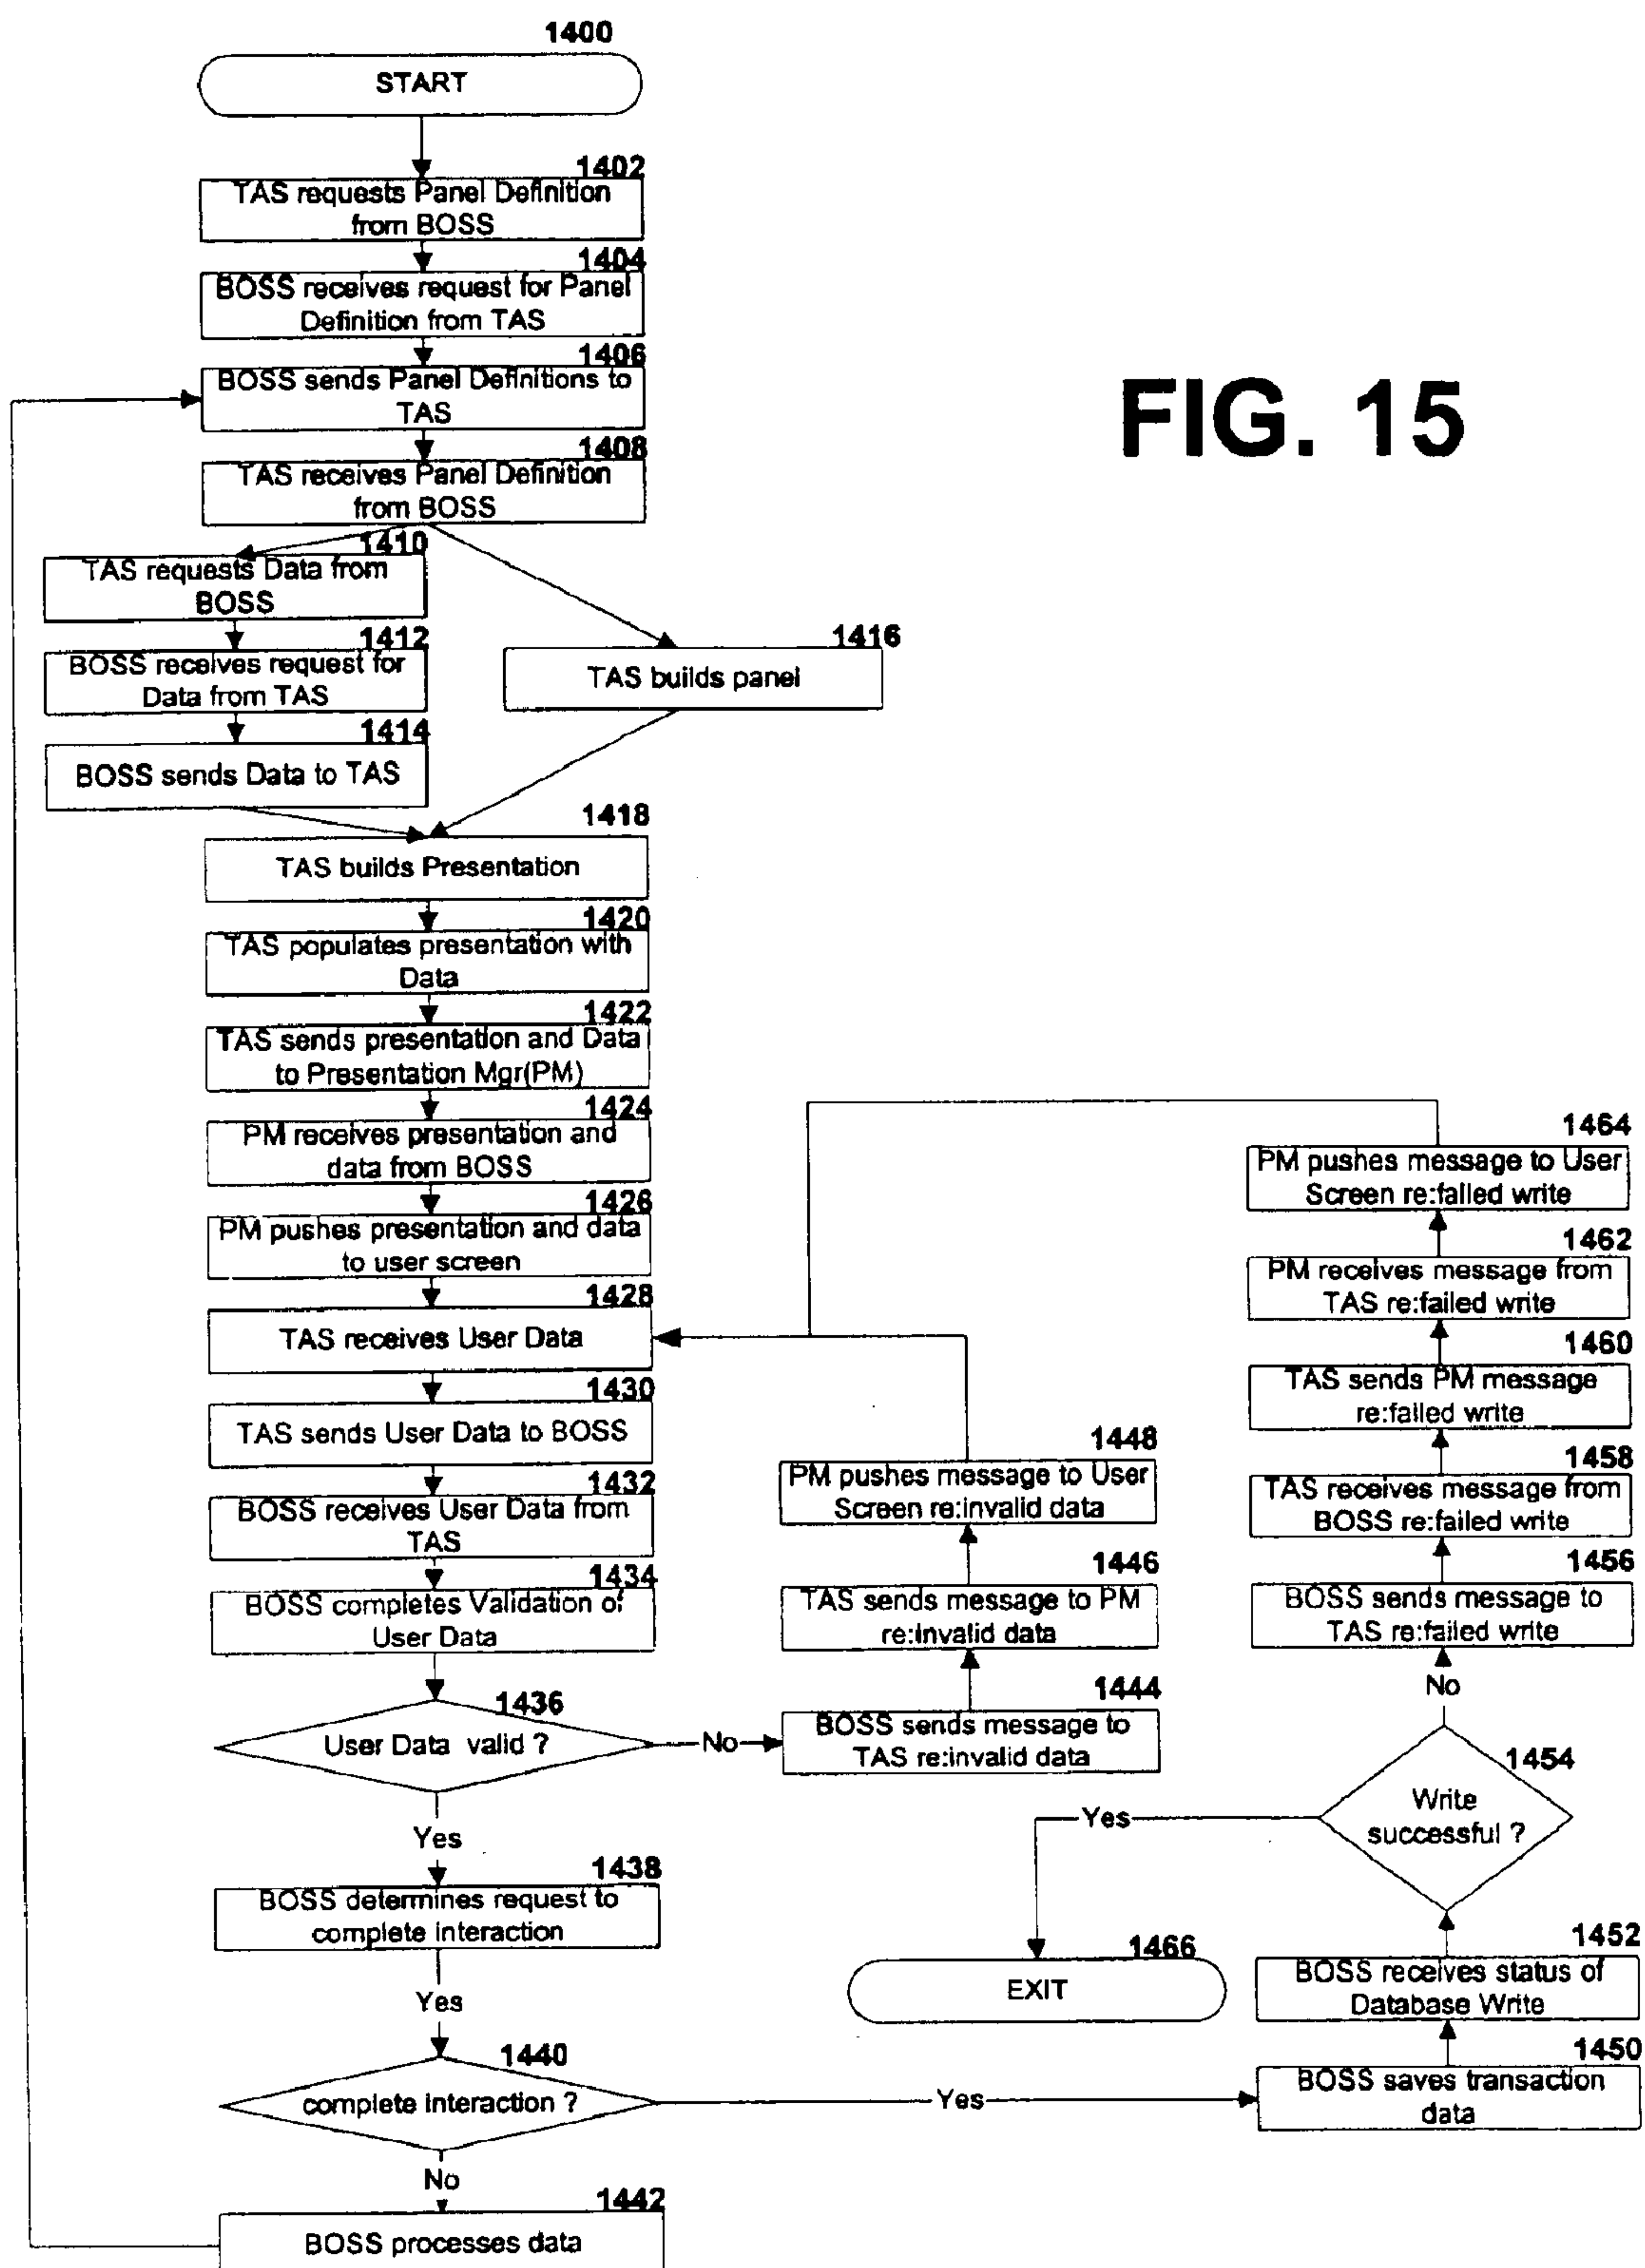 1400
START
1402
TAS requests Panel Definition
from BOSS
1404
BOSS receives request for Panel
Definition from TAS
1406
BOSS sends Panel Definitions to
TAS
1408
TAS receives Panel Definition
from BOSS
FIG. 15
1410
TAS requests Data from
BOSS
1412
BOSS receives request for
Data from TAS
1414
BOSS sends Data to TAS
1416
TAS builds panel
1418
TAS builds Presentation
1420
TAS populates presentation with
Data
1422
TAS sends presentation and Data
to Presentation Mgr(PM)
1424
PM receives presentation and
data from BOSS
1426
PM pushes presentation and data
to user screen
1428
TAS receives User Data
1430
TAS sends User Data to BOSS
1432
BOSS receives User Data from
TAS
1434
BOSS completes Validation of
User Data
1436
User Data valid ?
No
Yes
1438
BOSS determines request to
complete interaction
Yes
1440
complete interaction ?
Yes
No
1442
BOSS processes data
1448
PM pushes message to User
Screen re:invalid data
1446
TAS sends message to PM
re:invalid data
1444
BOSS sends message to
TAS re:invalid data
1464
PM pushes message to User
Screen re:failed write
1462
PM receives message from
TAS re:failed write
1460
TAS sends PM message
re:failed write
1458
TAS receives message from
BOSS re:failed write
1456
BOSS sends message to
TAS re:failed write
No
1454
Write
successful ?
Yes
1466
EXIT
1452
BOSS receives status of
Database Write
1450
BOSS saves transaction
data